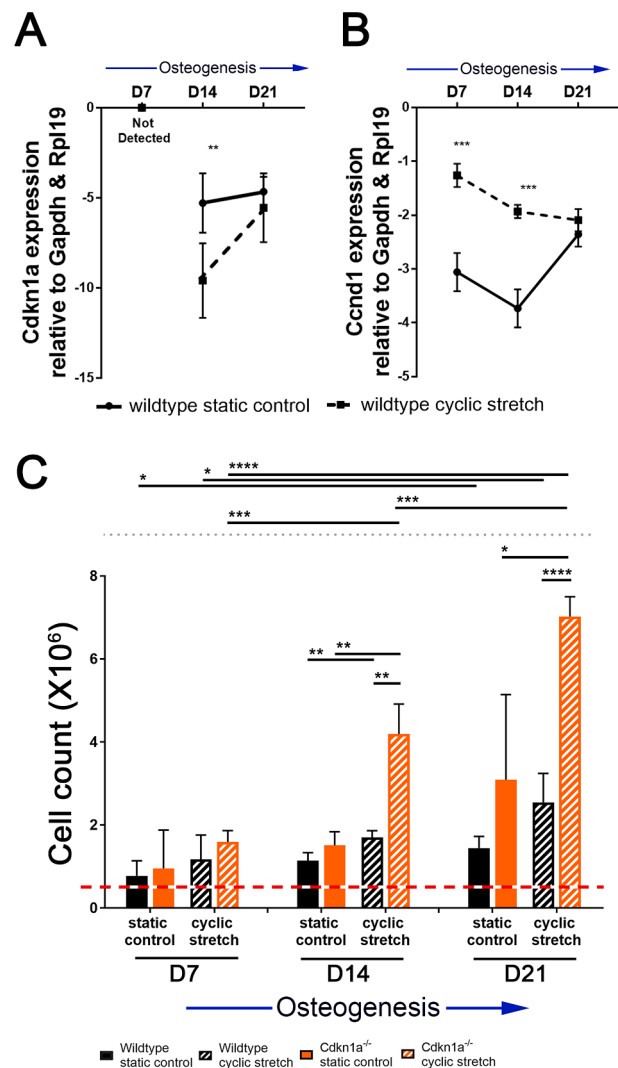 A
Osteogenesis
D7 D14 D21
0
-5
-10
-15
Not
Detected
**
Cdkn1a expression
relative to Gapdh & Rpl19
B
Osteogenesis
D7 D14 D21
0
-1
-2
-3
-4
-5
***
***
Ccnd1 expression
relative to Gapdh & Rpl19
wildtype static control wildtype cyclic stretch
C
****
*
*
***
***
*
****
**
**
**
8
6
4
2
0
Cell count (X10⁶)
static
control
cyclic
stretch
static
control
cyclic
stretch
static
control
cyclic
stretch
D7 D14 D21
Osteogenesis
Wildtype
static control
Wildtype
cyclic stretch
Cdkn1a⁻/⁻
static control
Cdkn1a⁻/⁻
cyclic stretch